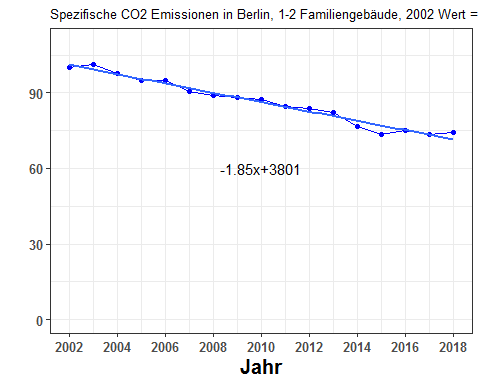 Spezifische CO2 Emissionen in Berlin, 1-2 Familiengebäude, 2002 Wert =
90
60
30
0
-1.85x+3801
2002 2004 2006 2008 2010 2012 2014 2016 2018
Jahr